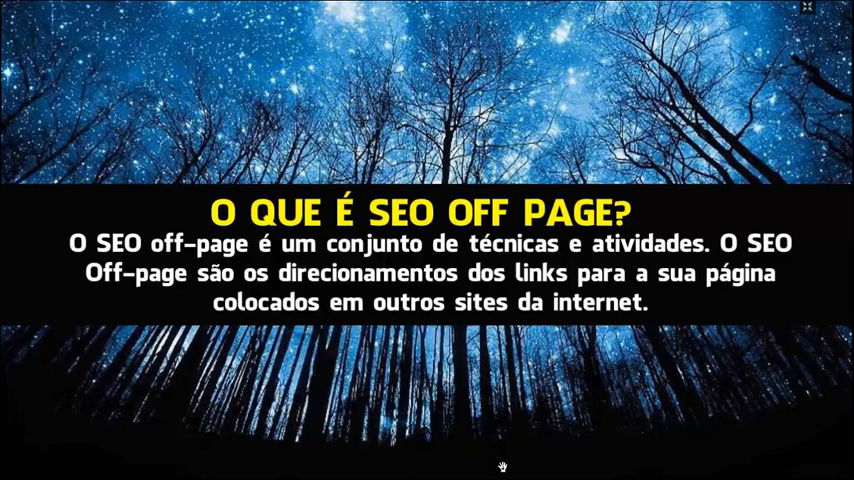 O QUE É SEO OFF PAGE?
O SEO off-page é um conjunto de técnicas e atividades. O SEO
Off-page são os direcionamentos dos links para a sua página
colocados em outros sites da internet.